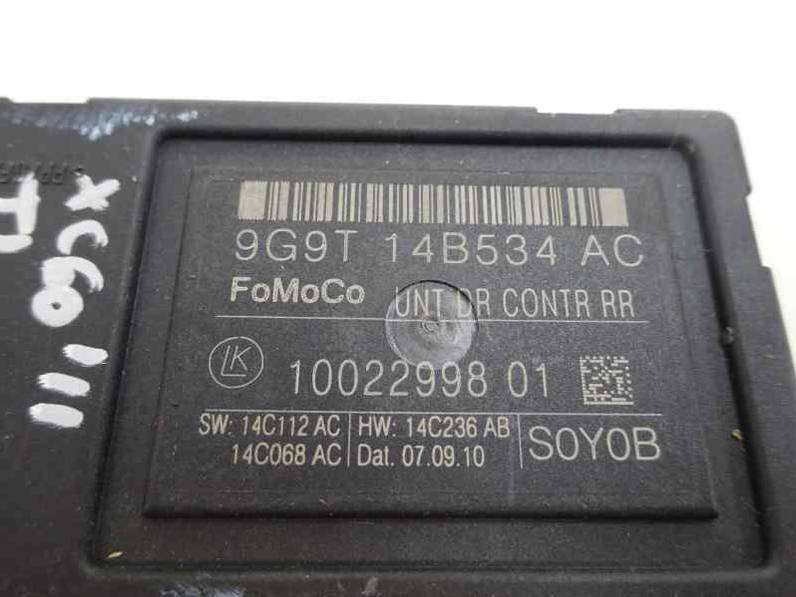 9G9T 14B534 AC
FoMoCo UNT DR CONTR RR
LK 10022998 01
SW: 14C112 AC HW: 14C236 AB
14C068 AC Dat. 07.09.10 S0Y0B
XC60 '11